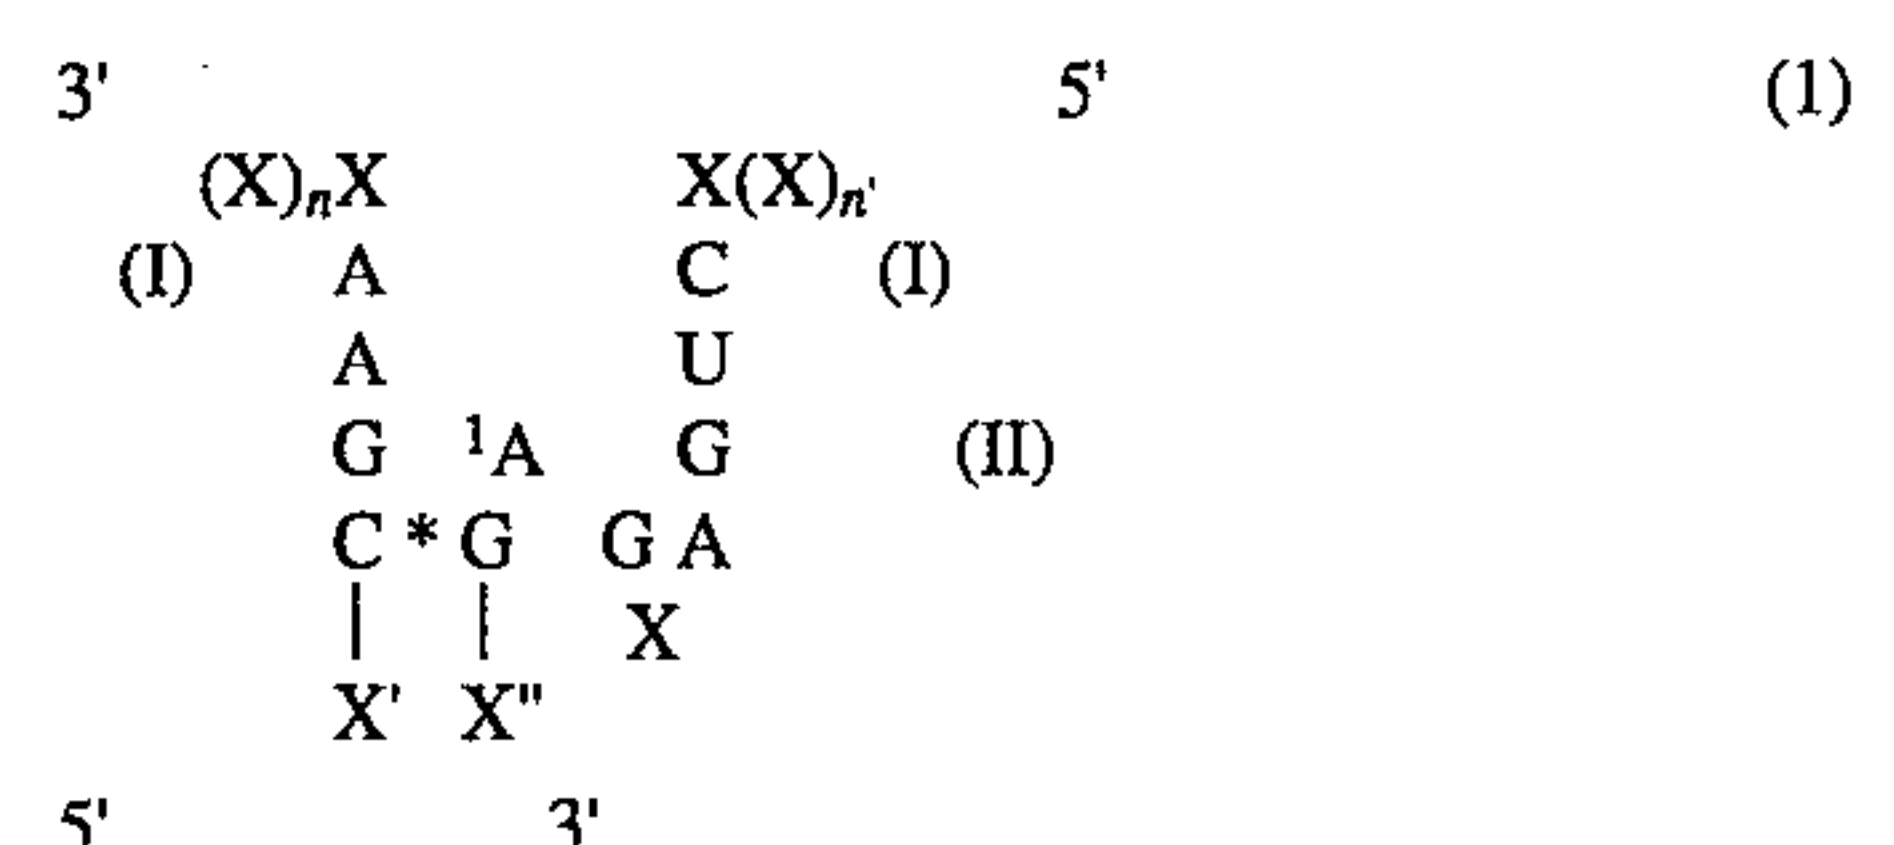 3' 5' (1)
(X)nX X(X)n'
(I) A C (I)
A U
G ¹A G (II)
C * G G A
| | X
X' X"
5' 3'